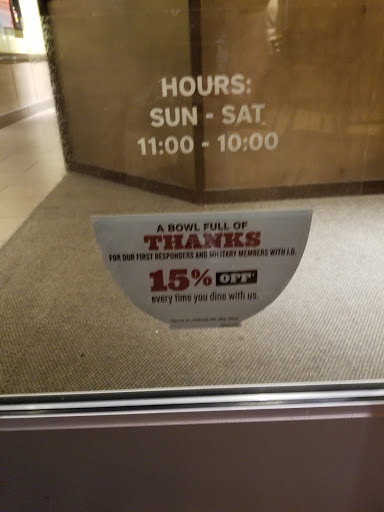 HOURS:
SUN - SAT
11:00 - 10:00
A BOWL FULL OF
THANKS
FOR OUR FIRST RESPONDERS AND MILITARY MEMBERS WITH I.D.
15% OFF*
every time you dine with us.